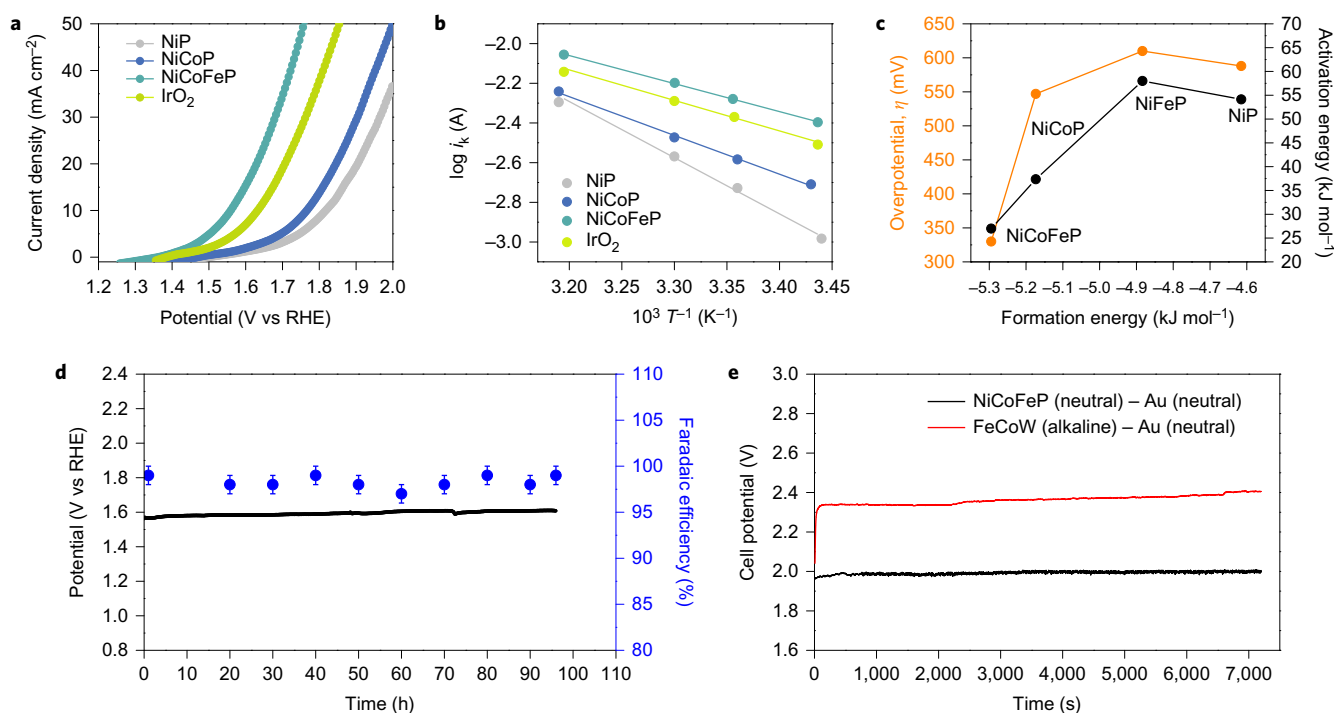 a
50
40
30
20
10
0
NiP
NiCoP
NiCoFeP
IrO2
Current density (mA cm−2)
1.2 1.3 1.4 1.5 1.6 1.7 1.8 1.9 2.0
Potential (V vs RHE)
b
−2.0
−2.2
−2.4
−2.6
−2.8
−3.0
log ik (A)
NiP
NiCoP
NiCoFeP
IrO2
3.20 3.25 3.30 3.35 3.40 3.45
10³ T−1 (K−1)
c
650
600
550
500
450
400
350
300
Overpotential, η (mV)
NiCoP
NiFeP
NiP
NiCoFeP
70
65
60
55
50
45
40
35
30
25
20
Activation energy (kJ mol−1)
−5.3 −5.2 −5.1 −5.0 −4.9 −4.8 −4.7 −4.6
Formation energy (kJ mol−1)
d
2.4
2.2
2.0
1.8
1.6
1.4
1.2
1.0
0.8
Potential (V vs RHE)
110
105
100
95
90
85
80
Faradaic efficiency (%)
0 10 20 30 40 50 60 70 80 90 100 110
Time (h)
e
3.0
2.8
2.6
2.4
2.2
2.0
1.8
1.6
Cell potential (V)
NiCoFeP (neutral) – Au (neutral)
FeCoW (alkaline) – Au (neutral)
0 1,000 2,000 3,000 4,000 5,000 6,000 7,000
Time (s)